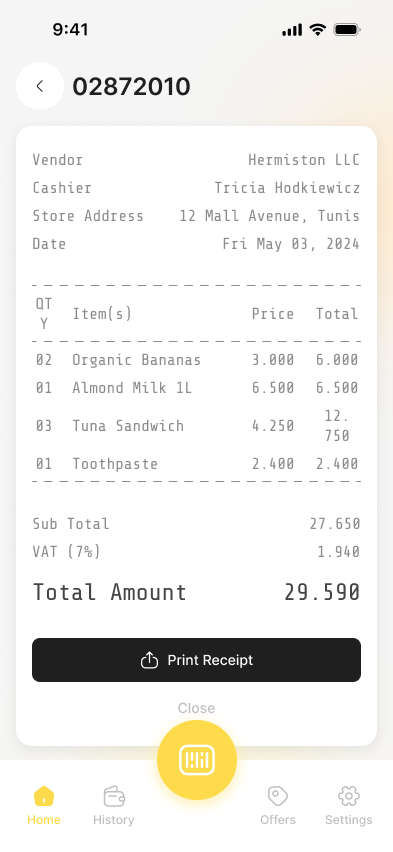 9:41
02872010
Vendor Hermiston LLC
Cashier Tricia Hodkiewicz
Store Address 12 Mall Avenue, Tunis
Date Fri May 03, 2024
QT
Y Item(s) Price Total
02 Organic Bananas 3.000 6.000
01 Almond Milk 1L 6.500 6.500
03 Tuna Sandwich 4.250 12.
750
01 Toothpaste 2.400 2.400
Sub Total 27.650
VAT (7%) 1.940
Total Amount 29.590
Print Receipt
Close
Home History Offers Settings